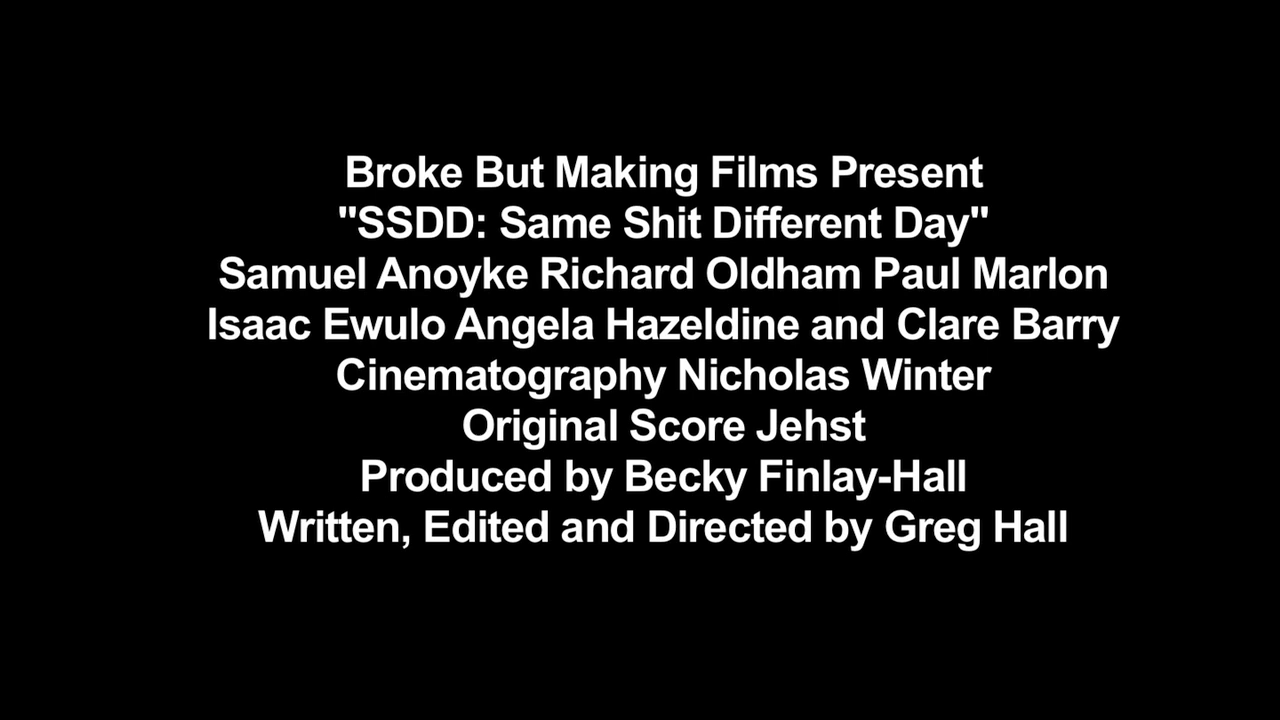 Broke But Making Films Present
"SSDD: Same Shit Different Day"
Samuel Anoyke Richard Oldham Paul Marlon
Isaac Ewulo Angela Hazeldine and Clare Barry
Cinematography Nicholas Winter
Original Score Jehst
Produced by Becky Finlay-Hall
Written, Edited and Directed by Greg Hall